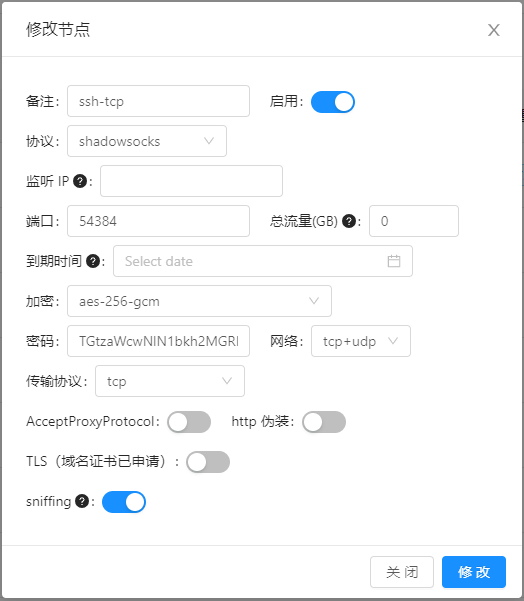 修改节点
备注: ssh-tcp 启用:
协议: shadowsocks
监听 IP ?:
端口: 54384 总流量(GB) ?: 0
到期时间 ?: Select date
加密: aes-256-gcm
密码: TGtzaWcwNlN1bkh2MGRl 网络: tcp+udp
传输协议: tcp
AcceptProxyProtocol: http 伪装:
TLS（域名证书已申请）:
sniffing ?:
关 闭 修 改